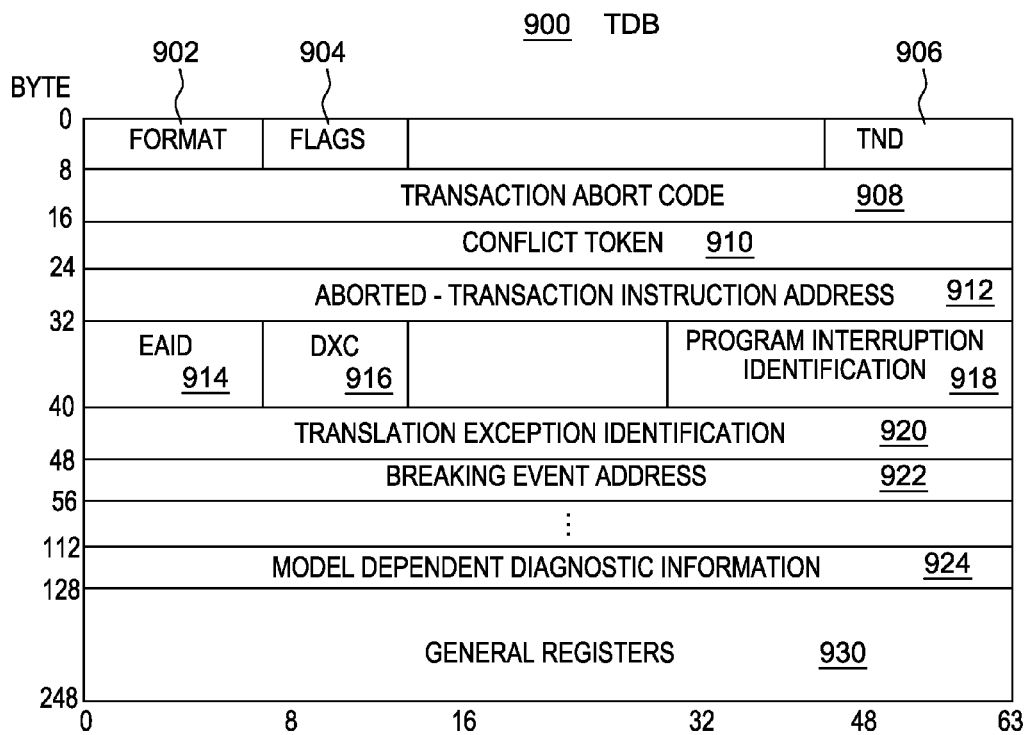 900 TDB
902 904 906
BYTE
0
FORMAT FLAGS TND
8
TRANSACTION ABORT CODE 908
16
CONFLICT TOKEN 910
24
ABORTED - TRANSACTION INSTRUCTION ADDRESS 912
32
EAID DXC PROGRAM INTERRUPTION
914 916 IDENTIFICATION 918
40
TRANSLATION EXCEPTION IDENTIFICATION 920
48
BREAKING EVENT ADDRESS 922
56
⋮
112
MODEL DEPENDENT DIAGNOSTIC INFORMATION 924
128
GENERAL REGISTERS 930
248
0 8 16 32 48 63